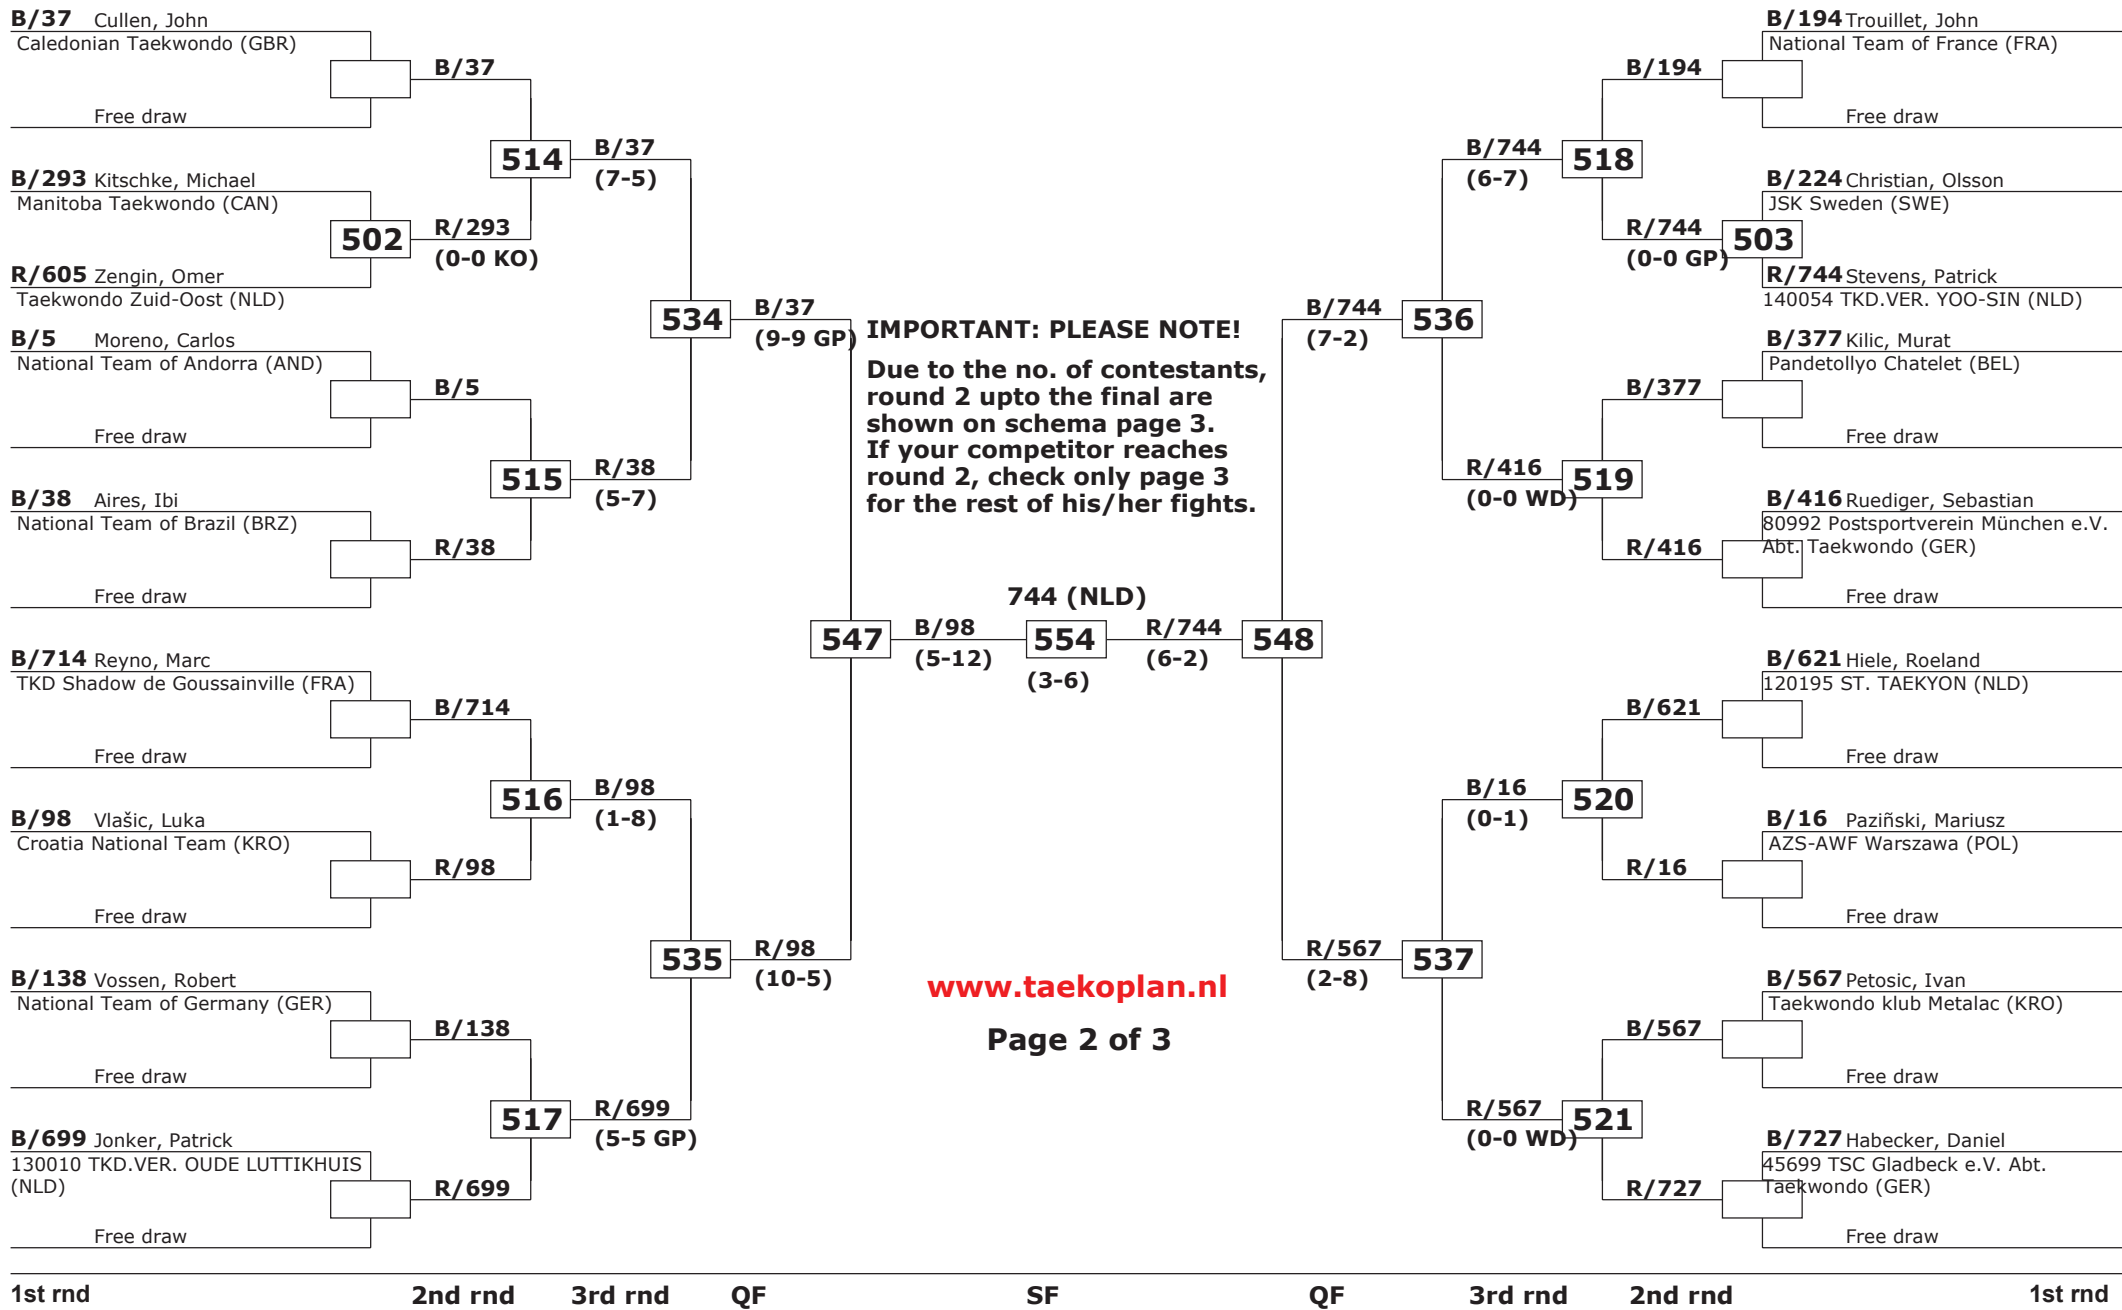 B/37 Cullen, John
Caledonian Taekwondo (GBR)
Free draw
B/293 Kitschke, Michael
Manitoba Taekwondo (CAN)
R/605 Zengin, Omer
Taekwondo Zuid-Oost (NLD)
B/5 Moreno, Carlos
National Team of Andorra (AND)
Free draw
B/38 Aires, Ibi
National Team of Brazil (BRZ)
Free draw
B/714 Reyno, Marc
TKD Shadow de Goussainville (FRA)
Free draw
B/98 Vlašic, Luka
Croatia National Team (KRO)
Free draw
B/138 Vossen, Robert
National Team of Germany (GER)
Free draw
B/699 Jonker, Patrick
130010 TKD.VER. OUDE LUTTIKHUIS
(NLD)
Free draw
502
B/37
R/293
(0-0 KO)
B/5
R/38
B/714
R/98
B/138
R/699
514
515
516
517
B/37
(7-5)
R/38
(5-7)
B/98
(1-8)
R/699
(5-5 GP)
534
535
B/37
(9-9 GP)
R/98
(10-5)
547
B/98
(5-12)
IMPORTANT: PLEASE NOTE!
Due to the no. of contestants,
round 2 upto the final are
shown on schema page 3.
If your competitor reaches
round 2, check only page 3
for the rest of his/her fights.
744 (NLD)
554
(3-6)
www.taekoplan.nl
Page 2 of 3
R/744
(6-2)
548
B/744
(7-2)
R/567
(2-8)
536
537
B/744
(6-7)
R/416
(0-0 WD)
B/16
(0-1)
R/567
(0-0 WD)
518
519
520
521
B/194
R/744
(0-0 GP)
B/377
R/416
B/621
R/16
B/567
R/727
503
B/194 Trouillet, John
National Team of France (FRA)
Free draw
B/224 Christian, Olsson
JSK Sweden (SWE)
R/744 Stevens, Patrick
140054 TKD.VER. YOO-SIN (NLD)
B/377 Kilic, Murat
Pandetollyo Chatelet (BEL)
Free draw
B/416 Ruediger, Sebastian
80992 Postsportverein München e.V.
Abt. Taekwondo (GER)
Free draw
B/621 Hiele, Roeland
120195 ST. TAEKYON (NLD)
Free draw
B/16 Paziñski, Mariusz
AZS-AWF Warszawa (POL)
Free draw
B/567 Petosic, Ivan
Taekwondo klub Metalac (KRO)
Free draw
B/727 Habecker, Daniel
45699 TSC Gladbeck e.V. Abt.
Taekwondo (GER)
Free draw
1st rnd 2nd rnd 3rd rnd QF SF QF 3rd rnd 2nd rnd 1st rnd